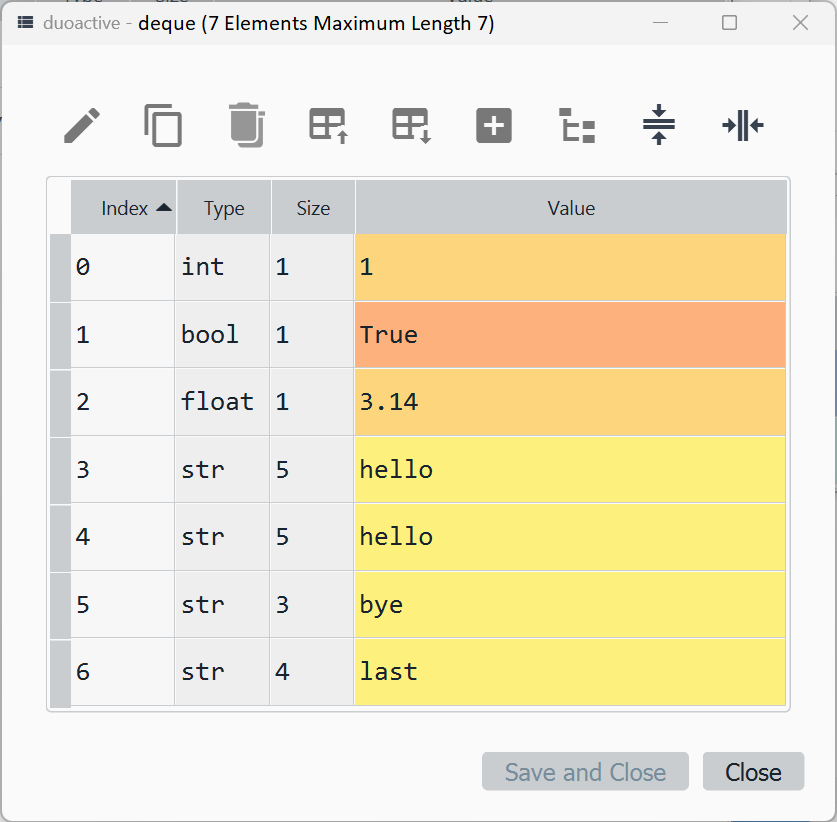 duoactive - deque (7 Elements Maximum Length 7)
Index Type Size Value
0 int 1 1
1 bool 1 True
2 float 1 3.14
3 str 5 hello
4 str 5 hello
5 str 3 bye
6 str 4 last
Save and Close Close